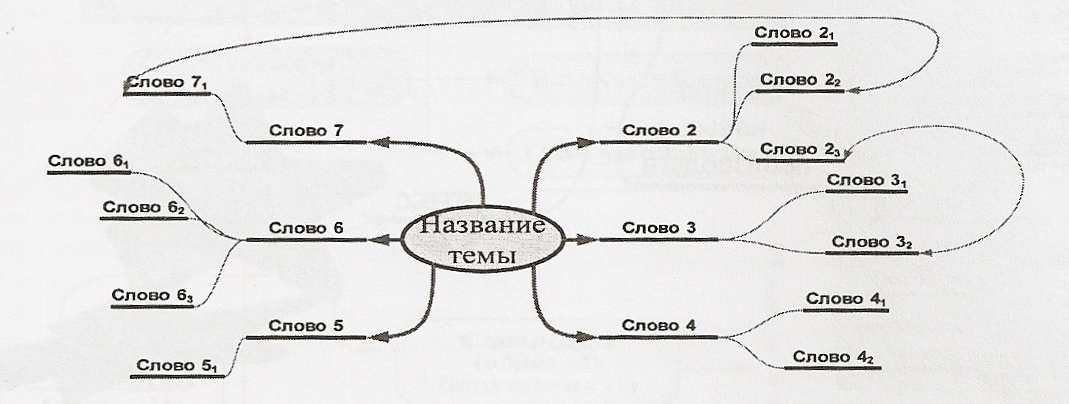 Слово 2₁
Слово 7₁
Слово 2₂
Слово 7
Слово 2
Слово 2₃
Слово 6₁
Слово 3₁
Слово 6₂
Название
темы
Слово 6
Слово 3
Слово 3₂
Слово 6₃
Слово 4₁
Слово 5
Слово 4
Слово 5₁
Слово 4₂